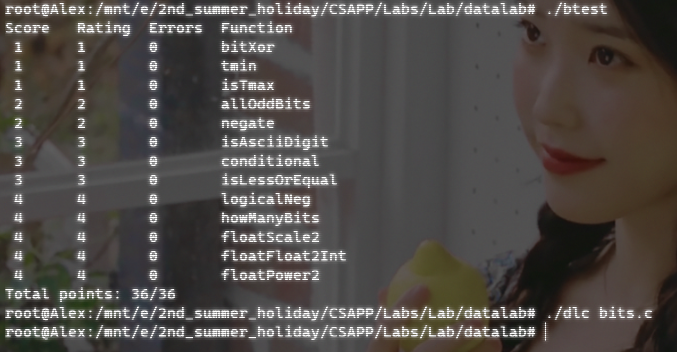 root@Alex:/mnt/e/2nd_summer_holiday/CSAPP/Labs/Lab/datalab# ./btest
Score Rating Errors Function
1 1 0 bitXor
1 1 0 tmin
1 1 0 isTmax
2 2 0 allOddBits
2 2 0 negate
3 3 0 isAsciiDigit
3 3 0 conditional
3 3 0 isLessOrEqual
4 4 0 logicalNeg
4 4 0 howManyBits
4 4 0 floatScale2
4 4 0 floatFloat2Int
4 4 0 floatPower2
Total points: 36/36
root@Alex:/mnt/e/2nd_summer_holiday/CSAPP/Labs/Lab/datalab# ./dlc bits.c
root@Alex:/mnt/e/2nd_summer_holiday/CSAPP/Labs/Lab/datalab#